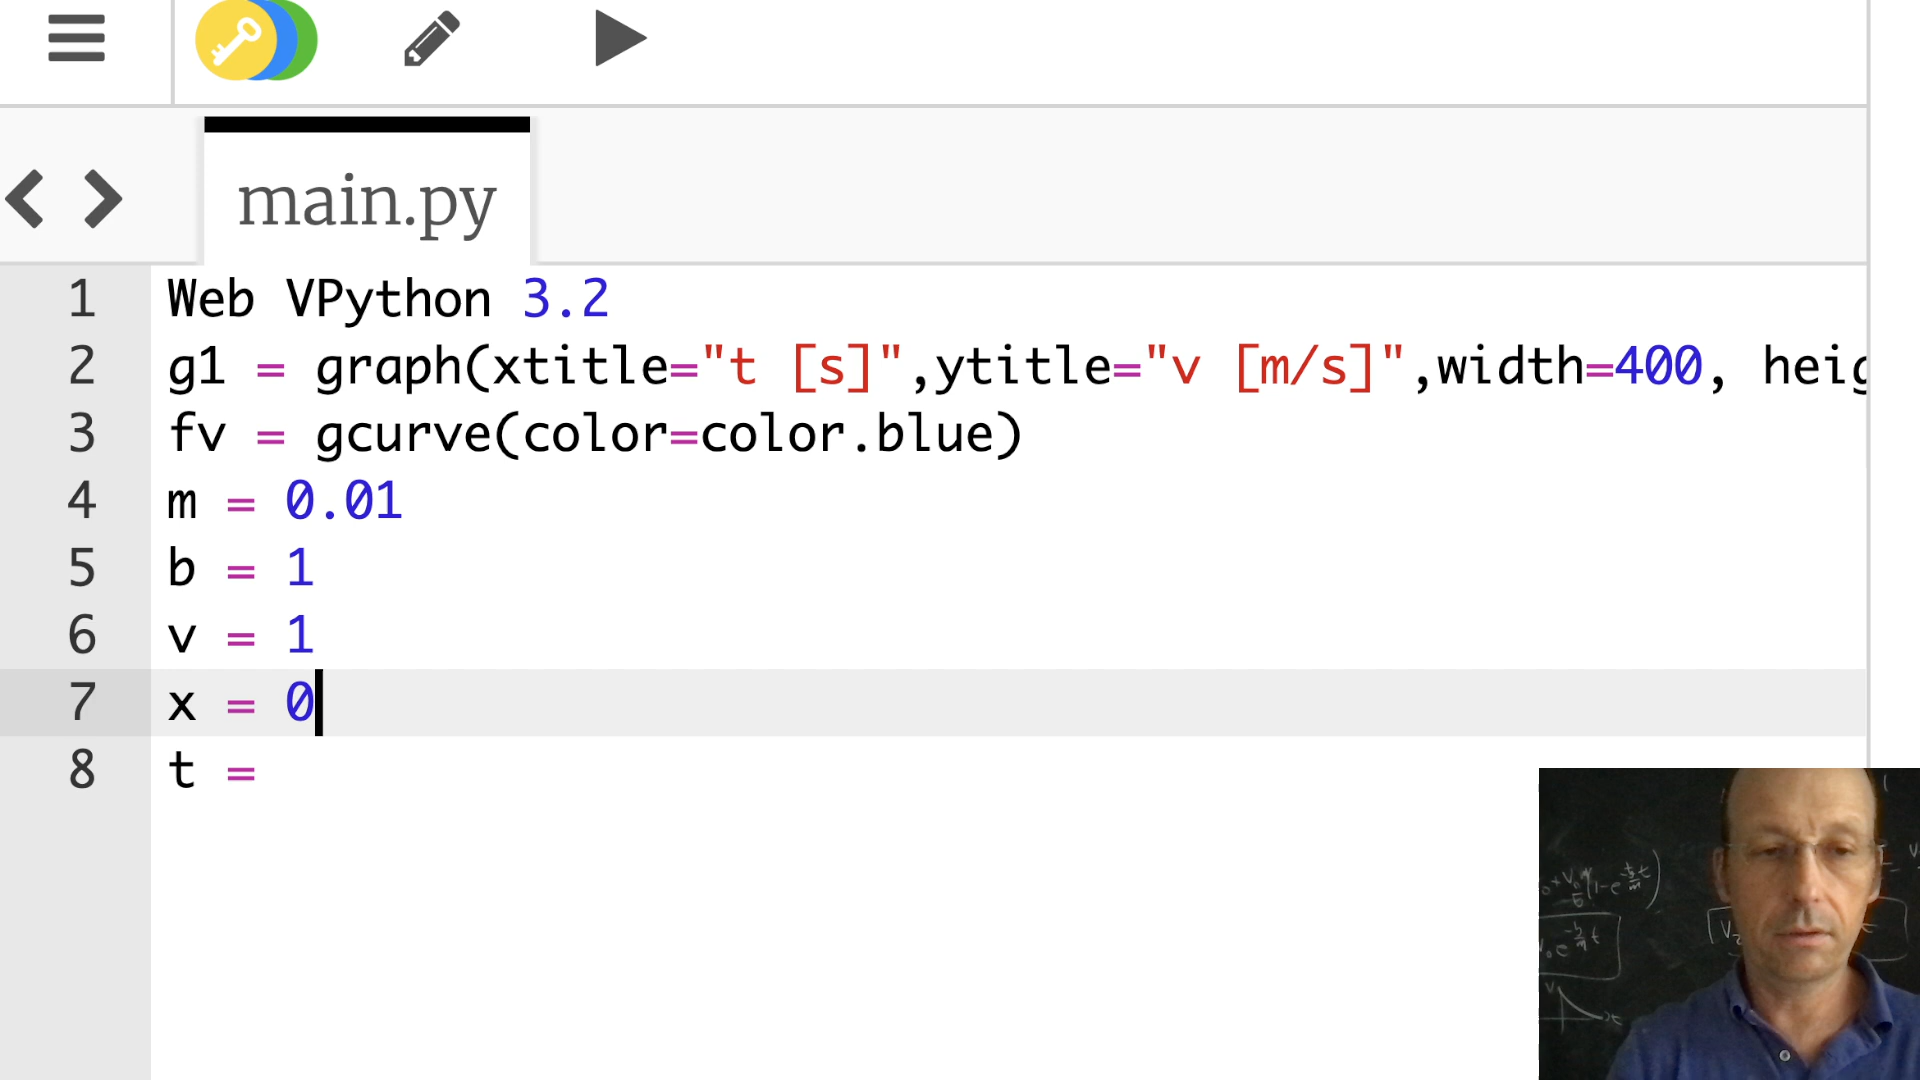 main.py
1 Web VPython 3.2
2 g1 = graph(xtitle="t [s]",ytitle="v [m/s]",width=400, heig
3 fv = gcurve(color=color.blue)
4 m = 0.01
5 b = 1
6 v = 1
7 x = 0
8 t =